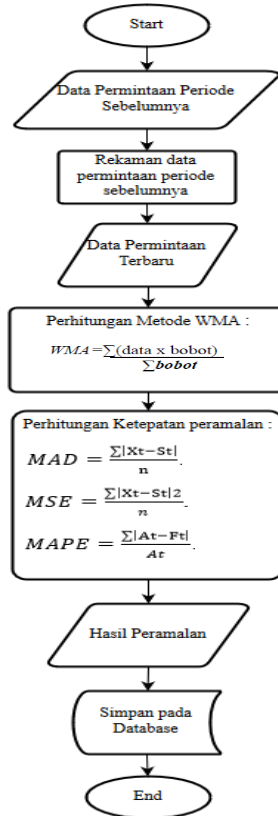 Start
Data Permintaan Periode
Sebelumnya
Rekaman data
permintaan periode
sebelumnya
Data Permintaan
Terbaru
Perhitungan Metode WMA :
WMA = ∑(data x bobot)
∑bobot
Perhitungan Ketepatan peramalan :
MAD = ∑|Xt−St|
n.
MSE = ∑|Xt−St|2
n.
MAPE = ∑|At−Ft|
At.
Hasil Peramalan
Simpan pada
Database
End